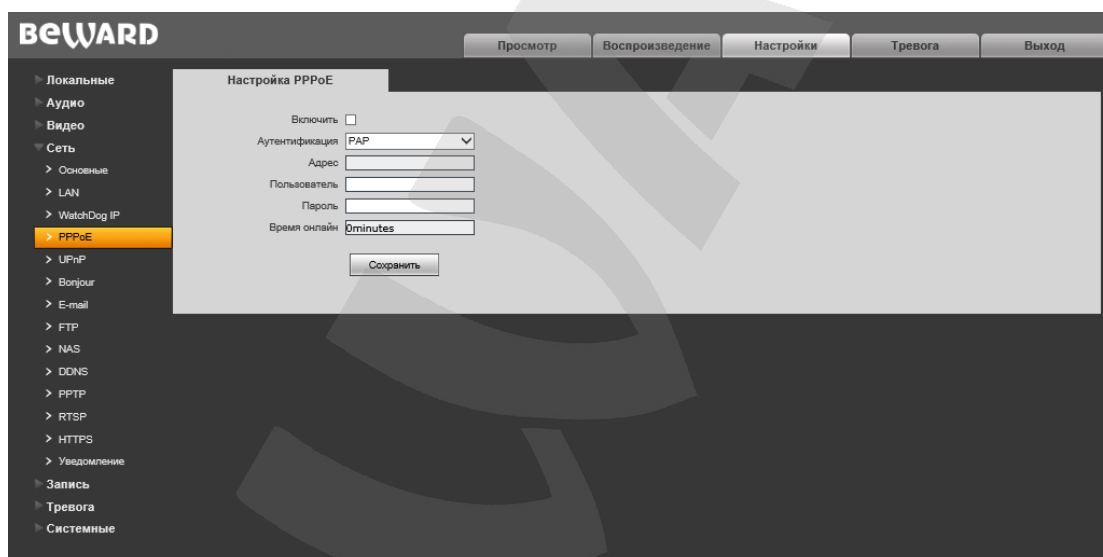 BEWARD
Просмотр Воспроизведение Настройки Тревога Выход
Локальные
Аудио
Видео
Сеть
Основные
LAN
WatchDog IP
PPPoE
UPnP
Bonjour
E-mail
FTP
NAS
DDNS
PPTP
RTSP
HTTPS
Уведомление
Запись
Тревога
Системные
Настройка PPPoE
Включить
Аутентификация PAP
Адрес
Пользователь
Пароль
Время онлайн 0minutes
Сохранить